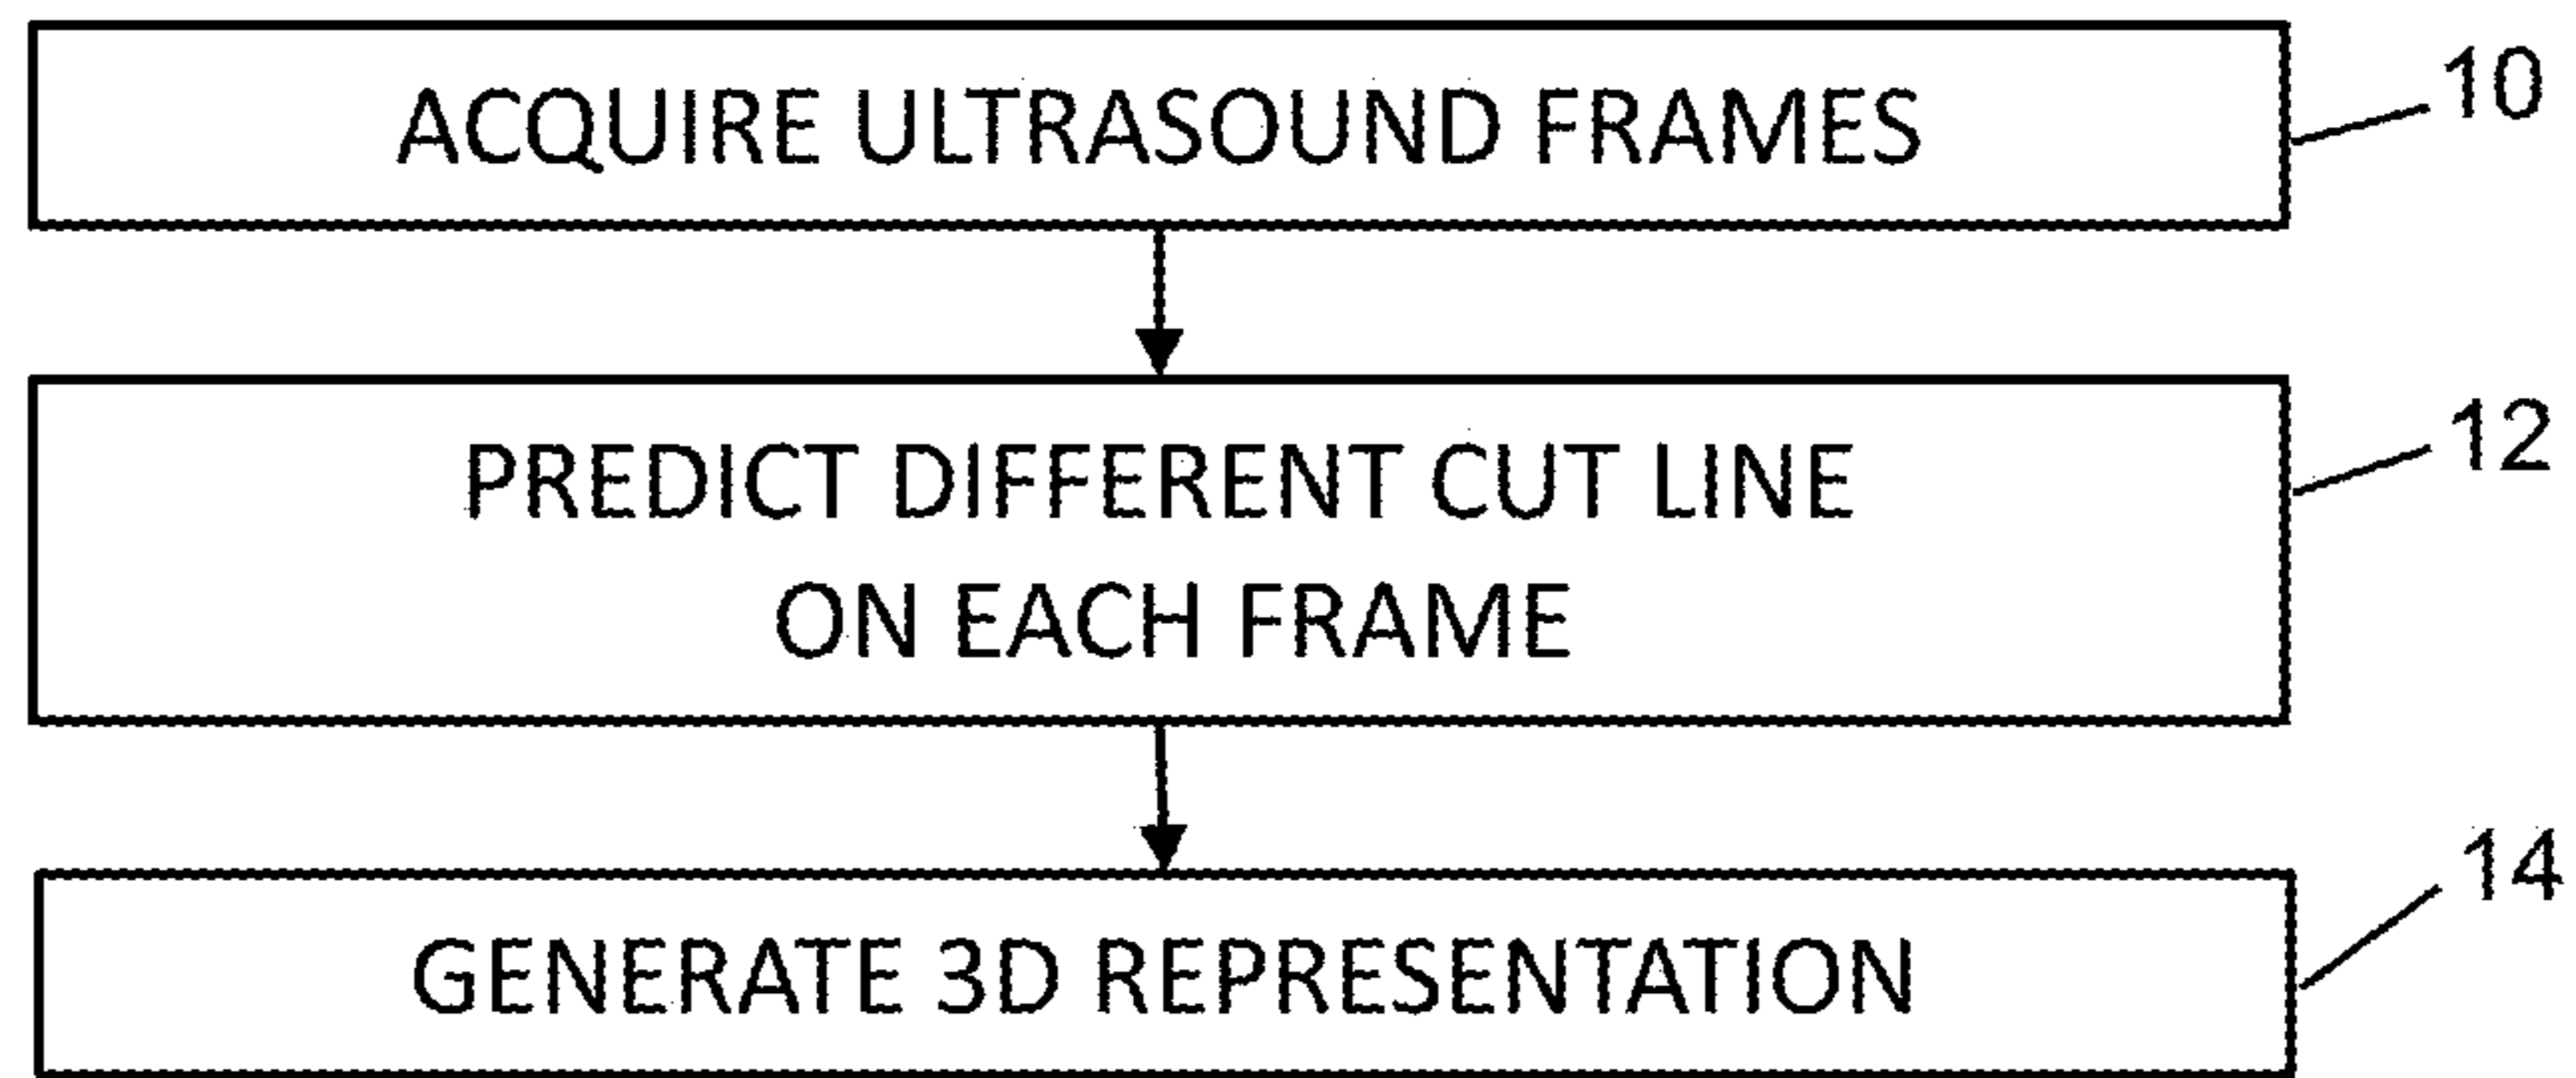 ACQUIRE ULTRASOUND FRAMES
10
PREDICT DIFFERENT CUT LINE
ON EACH FRAME
12
GENERATE 3D REPRESENTATION
14